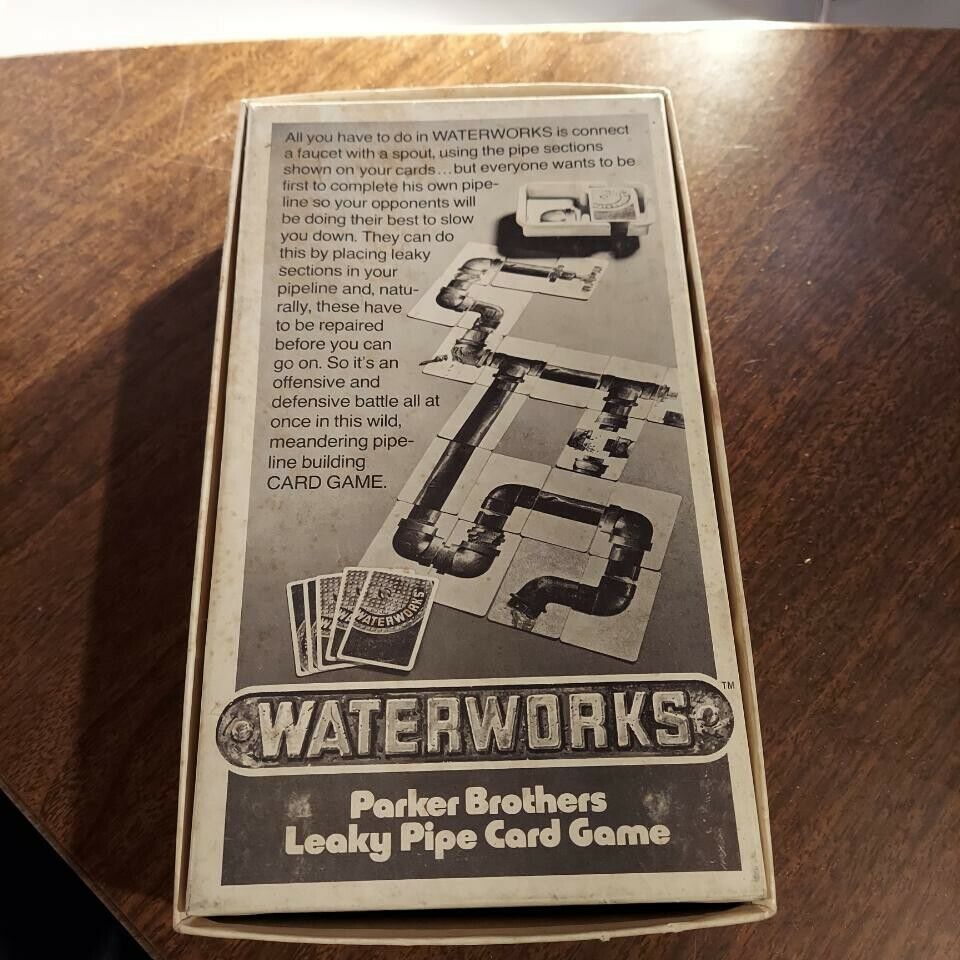 All you have to do in WATERWORKS is connect
a faucet with a spout, using the pipe sections
shown on your cards...but everyone wants to be
first to complete his own pipe-
line so your opponents will
be doing their best to slow
you down. They can do
this by placing leaky
sections in your
pipeline and, natu-
rally, these have
to be repaired
before you can
go on. So it's an
offensive and
defensive battle all at
once in this wild,
meandering pipe-
line building
CARD GAME.
WATERWORKS
WATERWORKS TM
Parker Brothers
Leaky Pipe Card Game